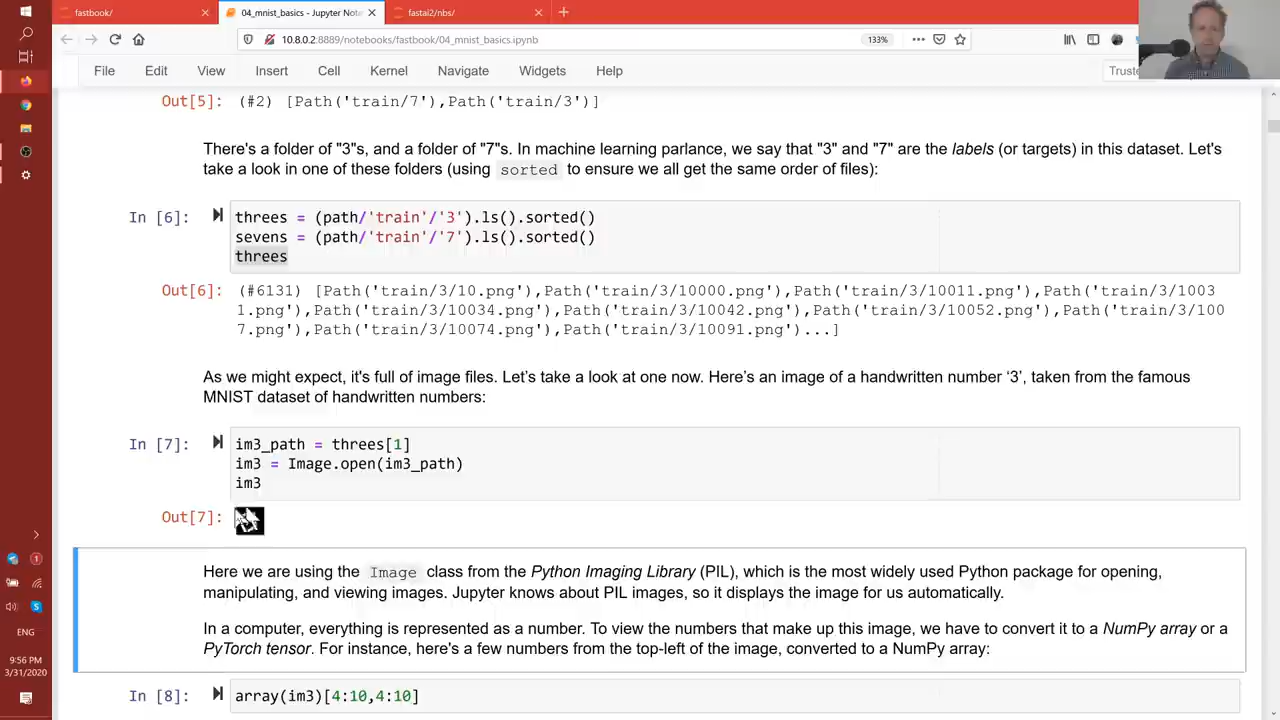 fastbook/
04_mnist_basics - Jupyter Note
fastai2/nbs/
10.8.0.2:8889/notebooks/fastbook/04_mnist_basics.ipynb
133%
File Edit View Insert Cell Kernel Navigate Widgets Help
Truste
Out[5]: (#2) [Path('train/7'),Path('train/3')]
There's a folder of "3"s, and a folder of "7"s. In machine learning parlance, we say that "3" and "7" are the labels (or targets) in this dataset. Let's
take a look in one of these folders (using sorted to ensure we all get the same order of files):
In [6]: threes = (path/'train'/'3').ls().sorted()
sevens = (path/'train'/'7').ls().sorted()
threes
Out[6]: (#6131) [Path('train/3/10.png'),Path('train/3/10000.png'),Path('train/3/10011.png'),Path('train/3/1003
1.png'),Path('train/3/10034.png'),Path('train/3/10042.png'),Path('train/3/10052.png'),Path('train/3/100
7.png'),Path('train/3/10074.png'),Path('train/3/10091.png')...]
As we might expect, it's full of image files. Let’s take a look at one now. Here’s an image of a handwritten number ‘3’, taken from the famous
MNIST dataset of handwritten numbers:
In [7]: im3_path = threes[1]
im3 = Image.open(im3_path)
im3
Out[7]:
Here we are using the Image class from the Python Imaging Library (PIL), which is the most widely used Python package for opening,
manipulating, and viewing images. Jupyter knows about PIL images, so it displays the image for us automatically.
In a computer, everything is represented as a number. To view the numbers that make up this image, we have to convert it to a NumPy array or a
PyTorch tensor. For instance, here's a few numbers from the top-left of the image, converted to a NumPy array:
In [8]: array(im3)[4:10,4:10]
ENG
9:56 PM
3/31/2020